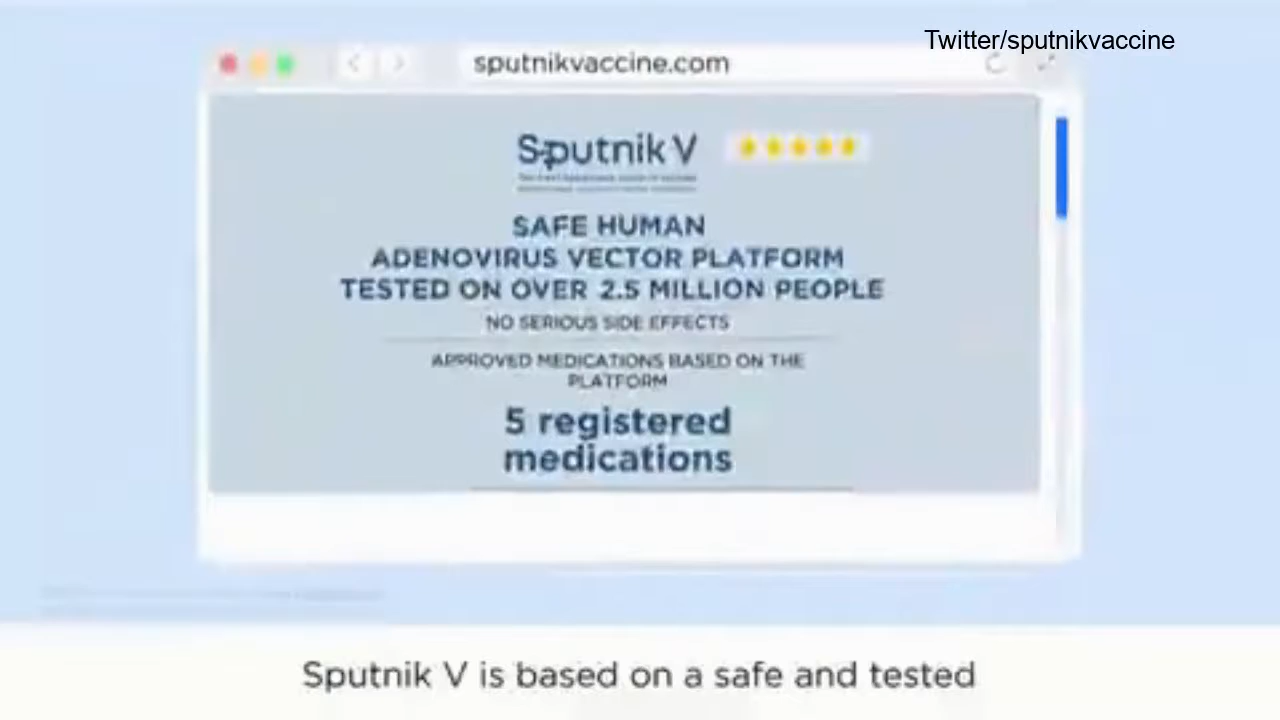 Twitter/sputnikvaccine
sputnikvaccine.com
Sputnik V
SAFE HUMAN
ADENOVIRUS VECTOR PLATFORM
TESTED ON OVER 2.5 MILLION PEOPLE
NO SERIOUS SIDE EFFECTS
APPROVED MEDICATIONS BASED ON THE
PLATFORM
5 registered
medications
Sputnik V is based on a safe and tested